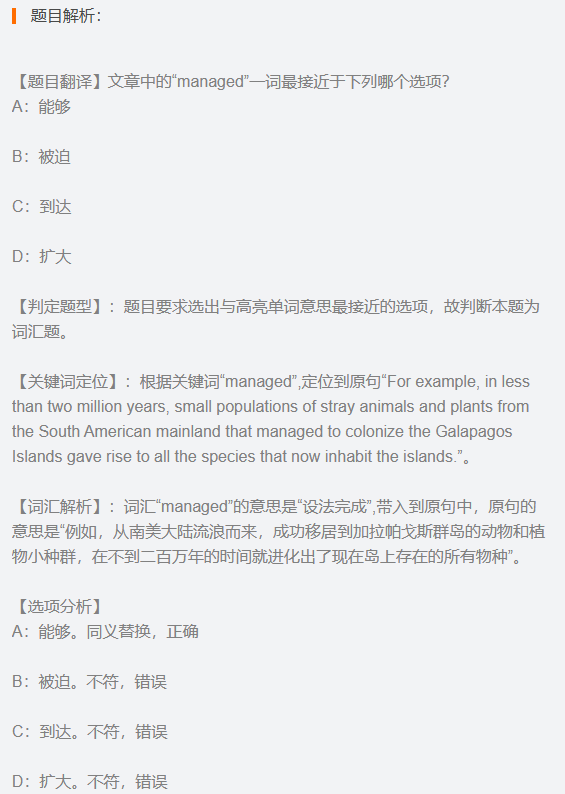 题目解析：
【题目翻译】文章中的“managed”一词最接近于下列哪个选项？
A：能够
B：被迫
C：到达
D：扩大
【判定题型】：题目要求选出与高亮单词意思最接近的选项，故判断本题为
词汇题。
【关键词定位】：根据关键词“managed”,定位到原句“For example, in less
than two million years, small populations of stray animals and plants from
the South American mainland that managed to colonize the Galapagos
Islands gave rise to all the species that now inhabit the islands.”。
【词汇解析】：词汇“managed”的意思是“设法完成”,带入到原句中，原句的
意思是“例如，从南美大陆流浪而来，成功移居到加拉帕戈斯群岛的动物和植
物小种群，在不到二百万年的时间就进化出了现在岛上存在的所有物种”。
【选项分析】
A：能够。同义替换，正确
B：被迫。不符，错误
C：到达。不符，错误
D：扩大。不符，错误